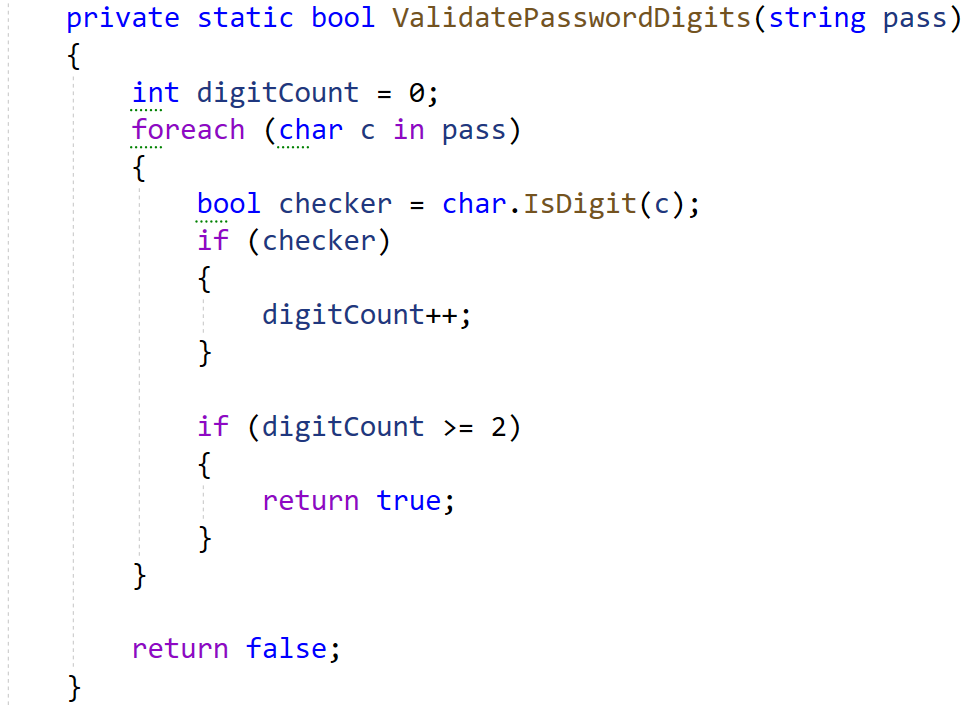 private static bool ValidatePasswordDigits(string pass)
{
    int digitCount = 0;
    foreach (char c in pass)
    {
        bool checker = char.IsDigit(c);
        if (checker)
        {
            digitCount++;
        }

        if (digitCount >= 2)
        {
            return true;
        }
    }

    return false;
}